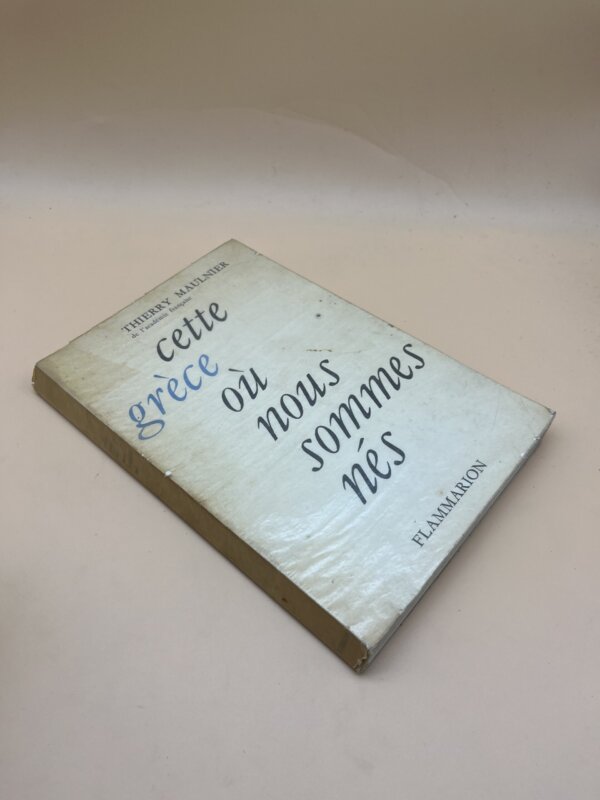 THIERRY MAULNIER
de l'académie française
cette
grèce
où
nous
sommes
nés
FLAMMARION